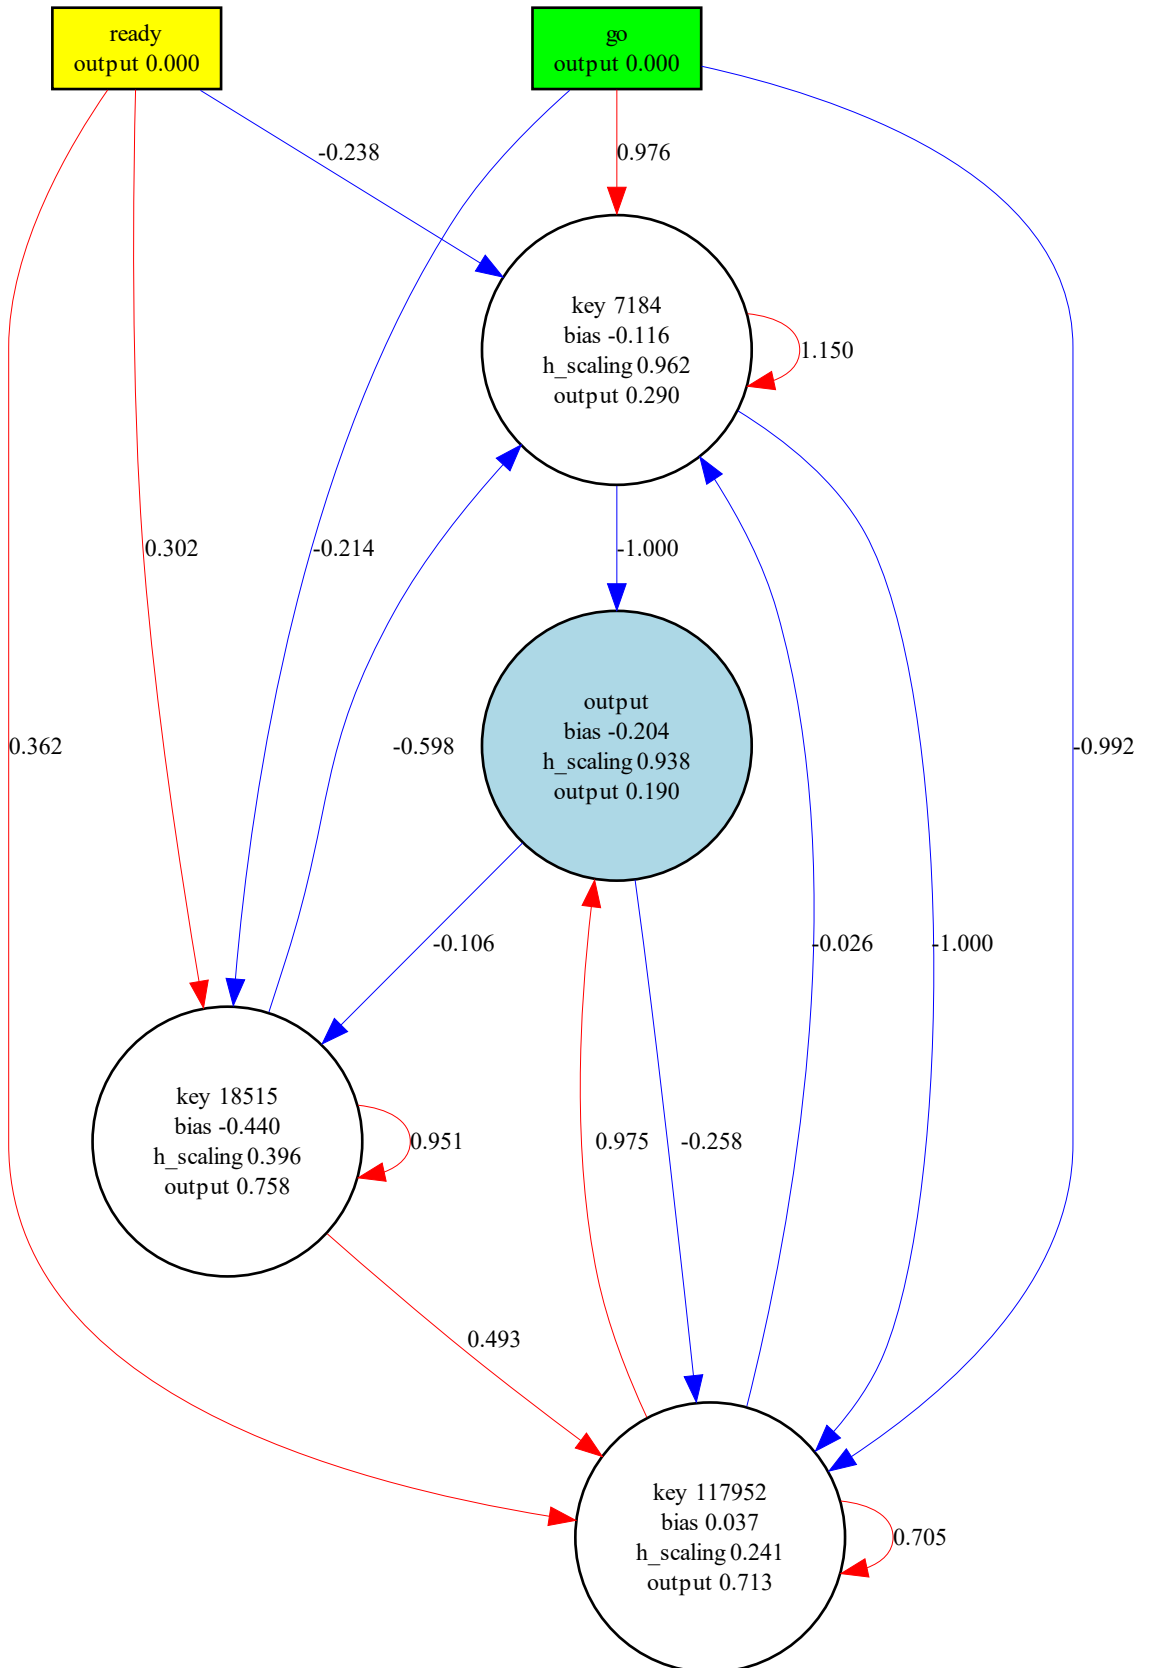 ready
output 0.000
go
output 0.000
-0.238
0.976
key 7184
bias -0.116
h_scaling 0.962
output 0.290
1.150
0.302
-0.214
-1.000
output
bias -0.204
h_scaling 0.938
output 0.190
0.362
-0.598
-0.992
-0.106
-0.026
-1.000
key 18515
bias -0.440
h_scaling 0.396
output 0.758
0.951
0.975
-0.258
0.493
key 117952
bias 0.037
h_scaling 0.241
output 0.713
0.705